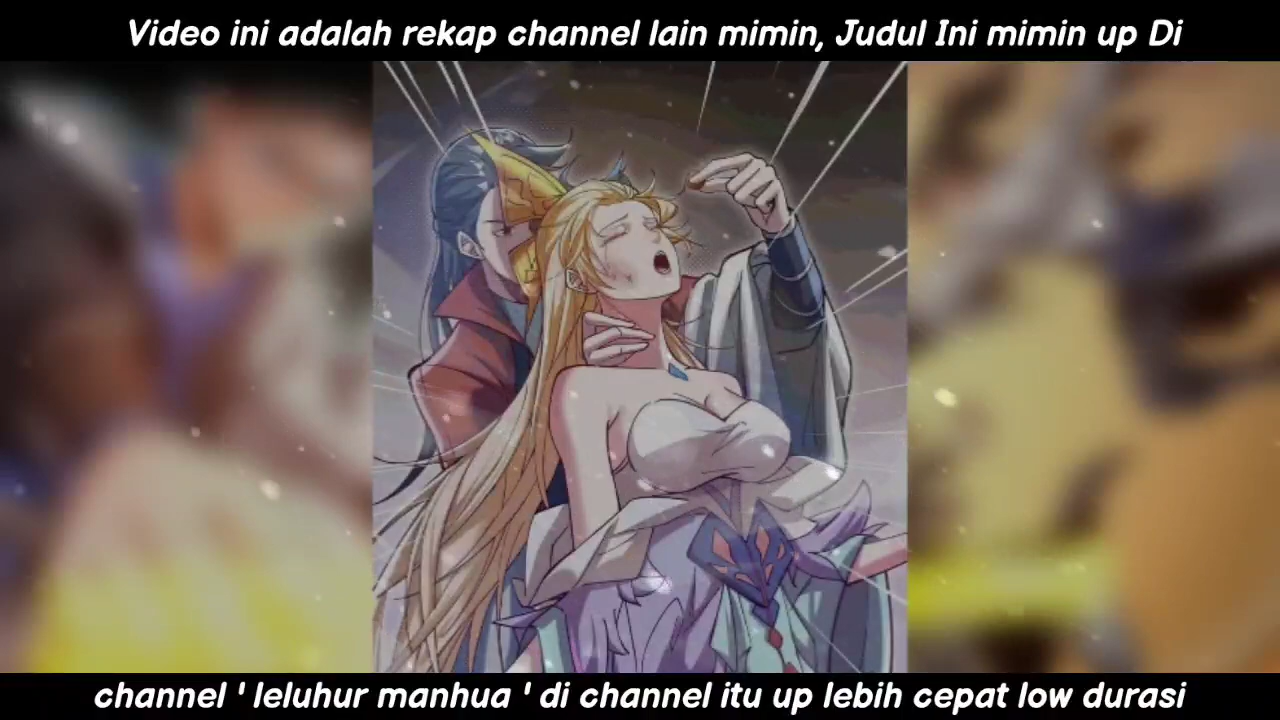 Video ini adalah rekap channel lain mimin, Judul Ini mimin up Di
channel ' leluhur manhua ' di channel itu up lebih cepat low durasi